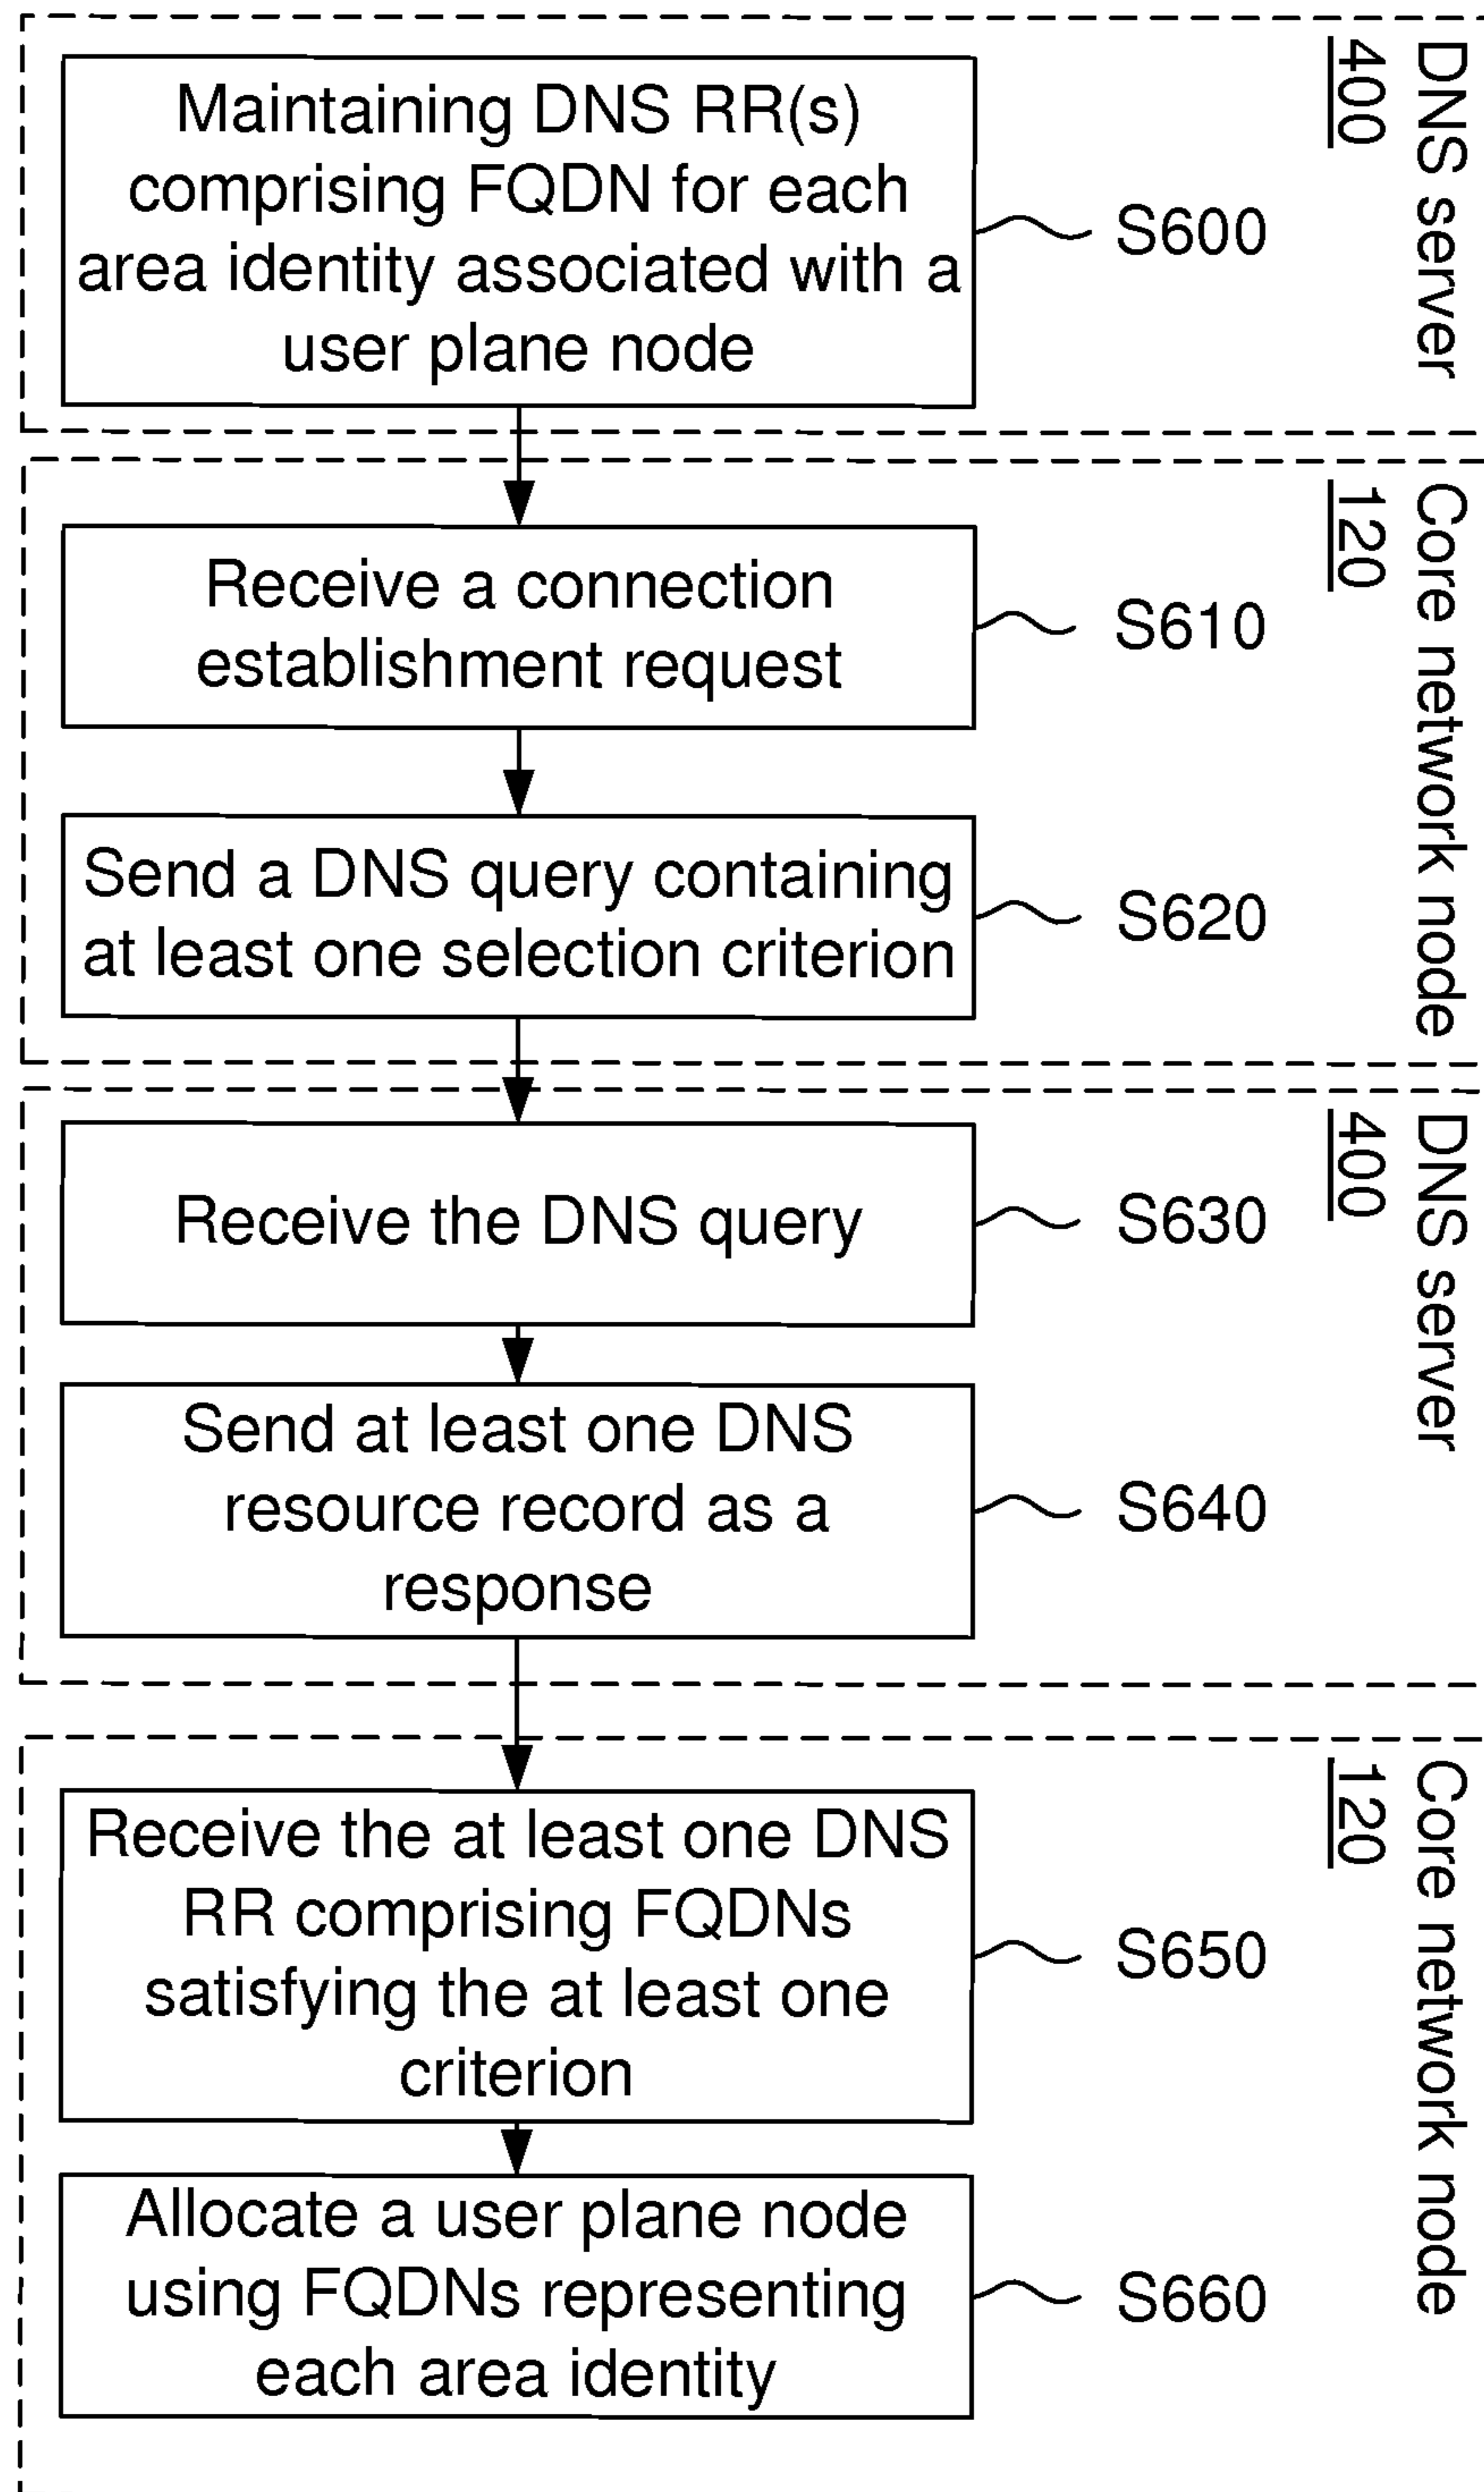 DNS server
400
Maintaining DNS RR(s)
comprising FQDN for each
area identity associated with a
user plane node
S600
Core network node
120
Receive a connection
establishment request
S610
Send a DNS query containing
at least one selection criterion
S620
DNS server
400
Receive the DNS query
S630
Send at least one DNS
resource record as a
response
S640
Core network node
120
Receive the at least one DNS
RR comprising FQDNs
satisfying the at least one
criterion
S650
Allocate a user plane node
using FQDNs representing
each area identity
S660